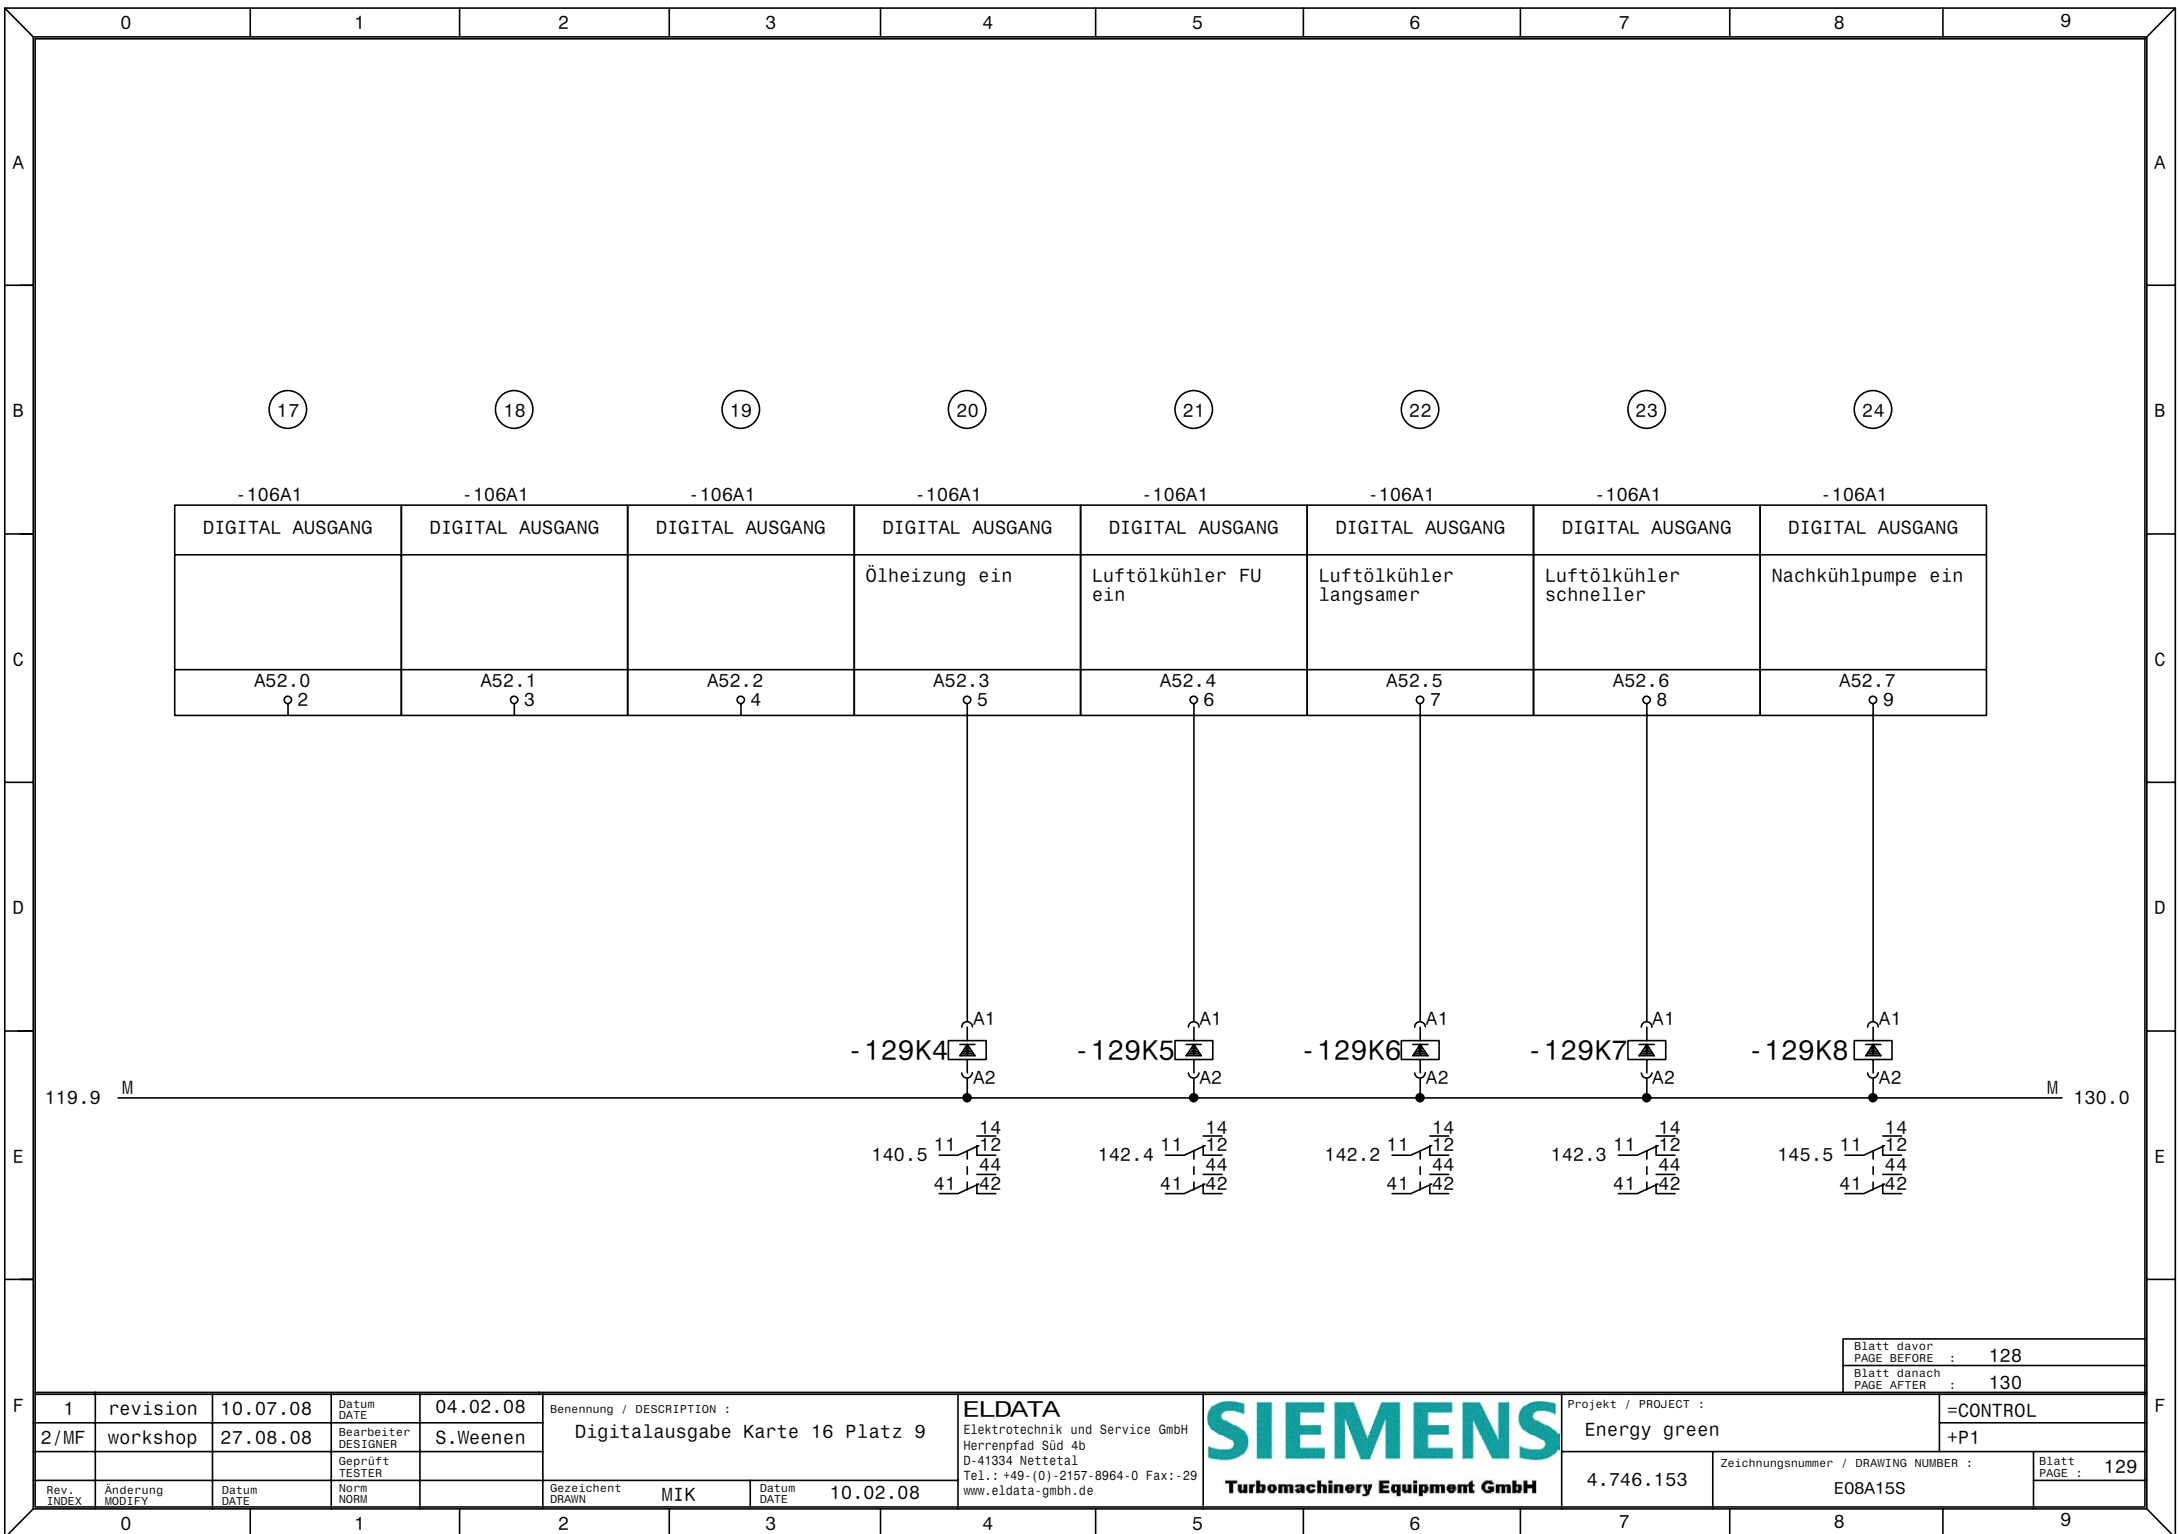 0 1 2 3 4 5 6 7 8 9
A A
B B
17 18 19 20 21 22 23 24
-106A1 -106A1 -106A1 -106A1 -106A1 -106A1 -106A1 -106A1
DIGITAL AUSGANG DIGITAL AUSGANG DIGITAL AUSGANG DIGITAL AUSGANG DIGITAL AUSGANG DIGITAL AUSGANG DIGITAL AUSGANG DIGITAL AUSGANG
Ölheizung ein
Luftölkühler FU
ein
Luftölkühler
langsamer
Luftölkühler
schneller
Nachkühlpumpe ein
C C
A52.0 A52.1 A52.2 A52.3 A52.4 A52.5 A52.6 A52.7
2 3 4 5 6 7 8 9
D D
A1 A1 A1 A1 A1
-129K4 -129K5 -129K6 -129K7 -129K8
A2 A2 A2 A2 A2
119.9 M M 130.0
E E
14 14 14 14 14
140.5 11 12 142.4 11 12 142.2 11 12 142.3 11 12 145.5 11 12
44 44 44 44 44
41 42 41 42 41 42 41 42 41 42
Blatt davor
PAGE BEFORE : 128
Blatt danach
PAGE AFTER : 130
F F
1 revision 10.07.08
2/MF workshop 27.08.08
Rev.
INDEX
Änderung
MODIFY
Datum
DATE
Datum
DATE
04.02.08
Bearbeiter
DESIGNER
S.Weenen
Geprüft
TESTER
Norm
NORM
Benennung / DESCRIPTION :
Digitalausgabe Karte 16 Platz 9
Gezeichent
DRAWN
MIK
Datum
DATE
10.02.08
ELDATA
Elektrotechnik und Service GmbH
Herrenpfad Süd 4b
D-41334 Nettetal
Tel.: +49-(0)-2157-8964-0 Fax:-29
www.eldata-gmbh.de
SIEMENS
Turbomachinery Equipment GmbH
Projekt / PROJECT :
Energy green
=CONTROL
+P1
4.746.153
Zeichnungsnummer / DRAWING NUMBER :
E08A15S
Blatt
PAGE : 129
0 1 2 3 4 5 6 7 8 9